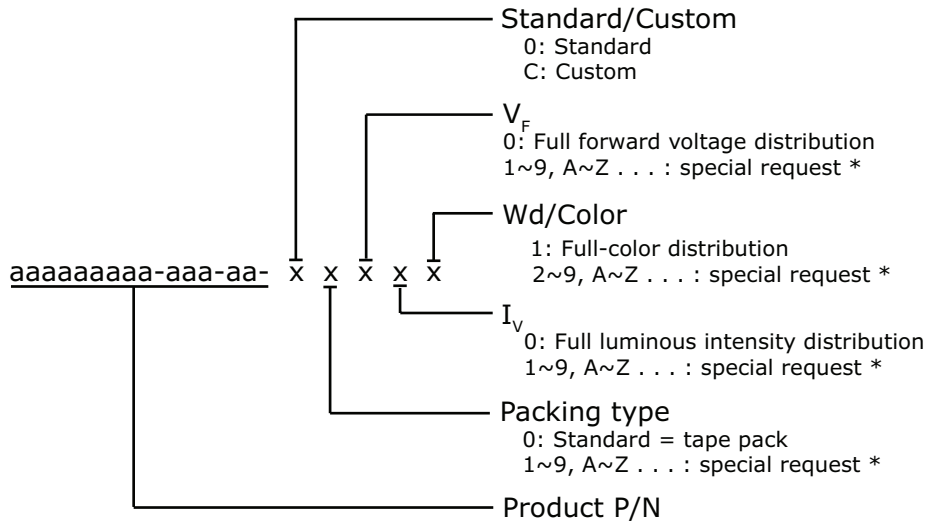 Standard/Custom
0: Standard
C: Custom
VF
0: Full forward voltage distribution
1~9, A~Z . . . : special request *
Wd/Color
1: Full-color distribution
2~9, A~Z . . . : special request *
aaaaaaaaa-aaa-aa- x x x x x
IV
0: Full luminous intensity distribution
1~9, A~Z . . . : special request *
Packing type
0: Standard = tape pack
1~9, A~Z . . . : special request *
Product P/N